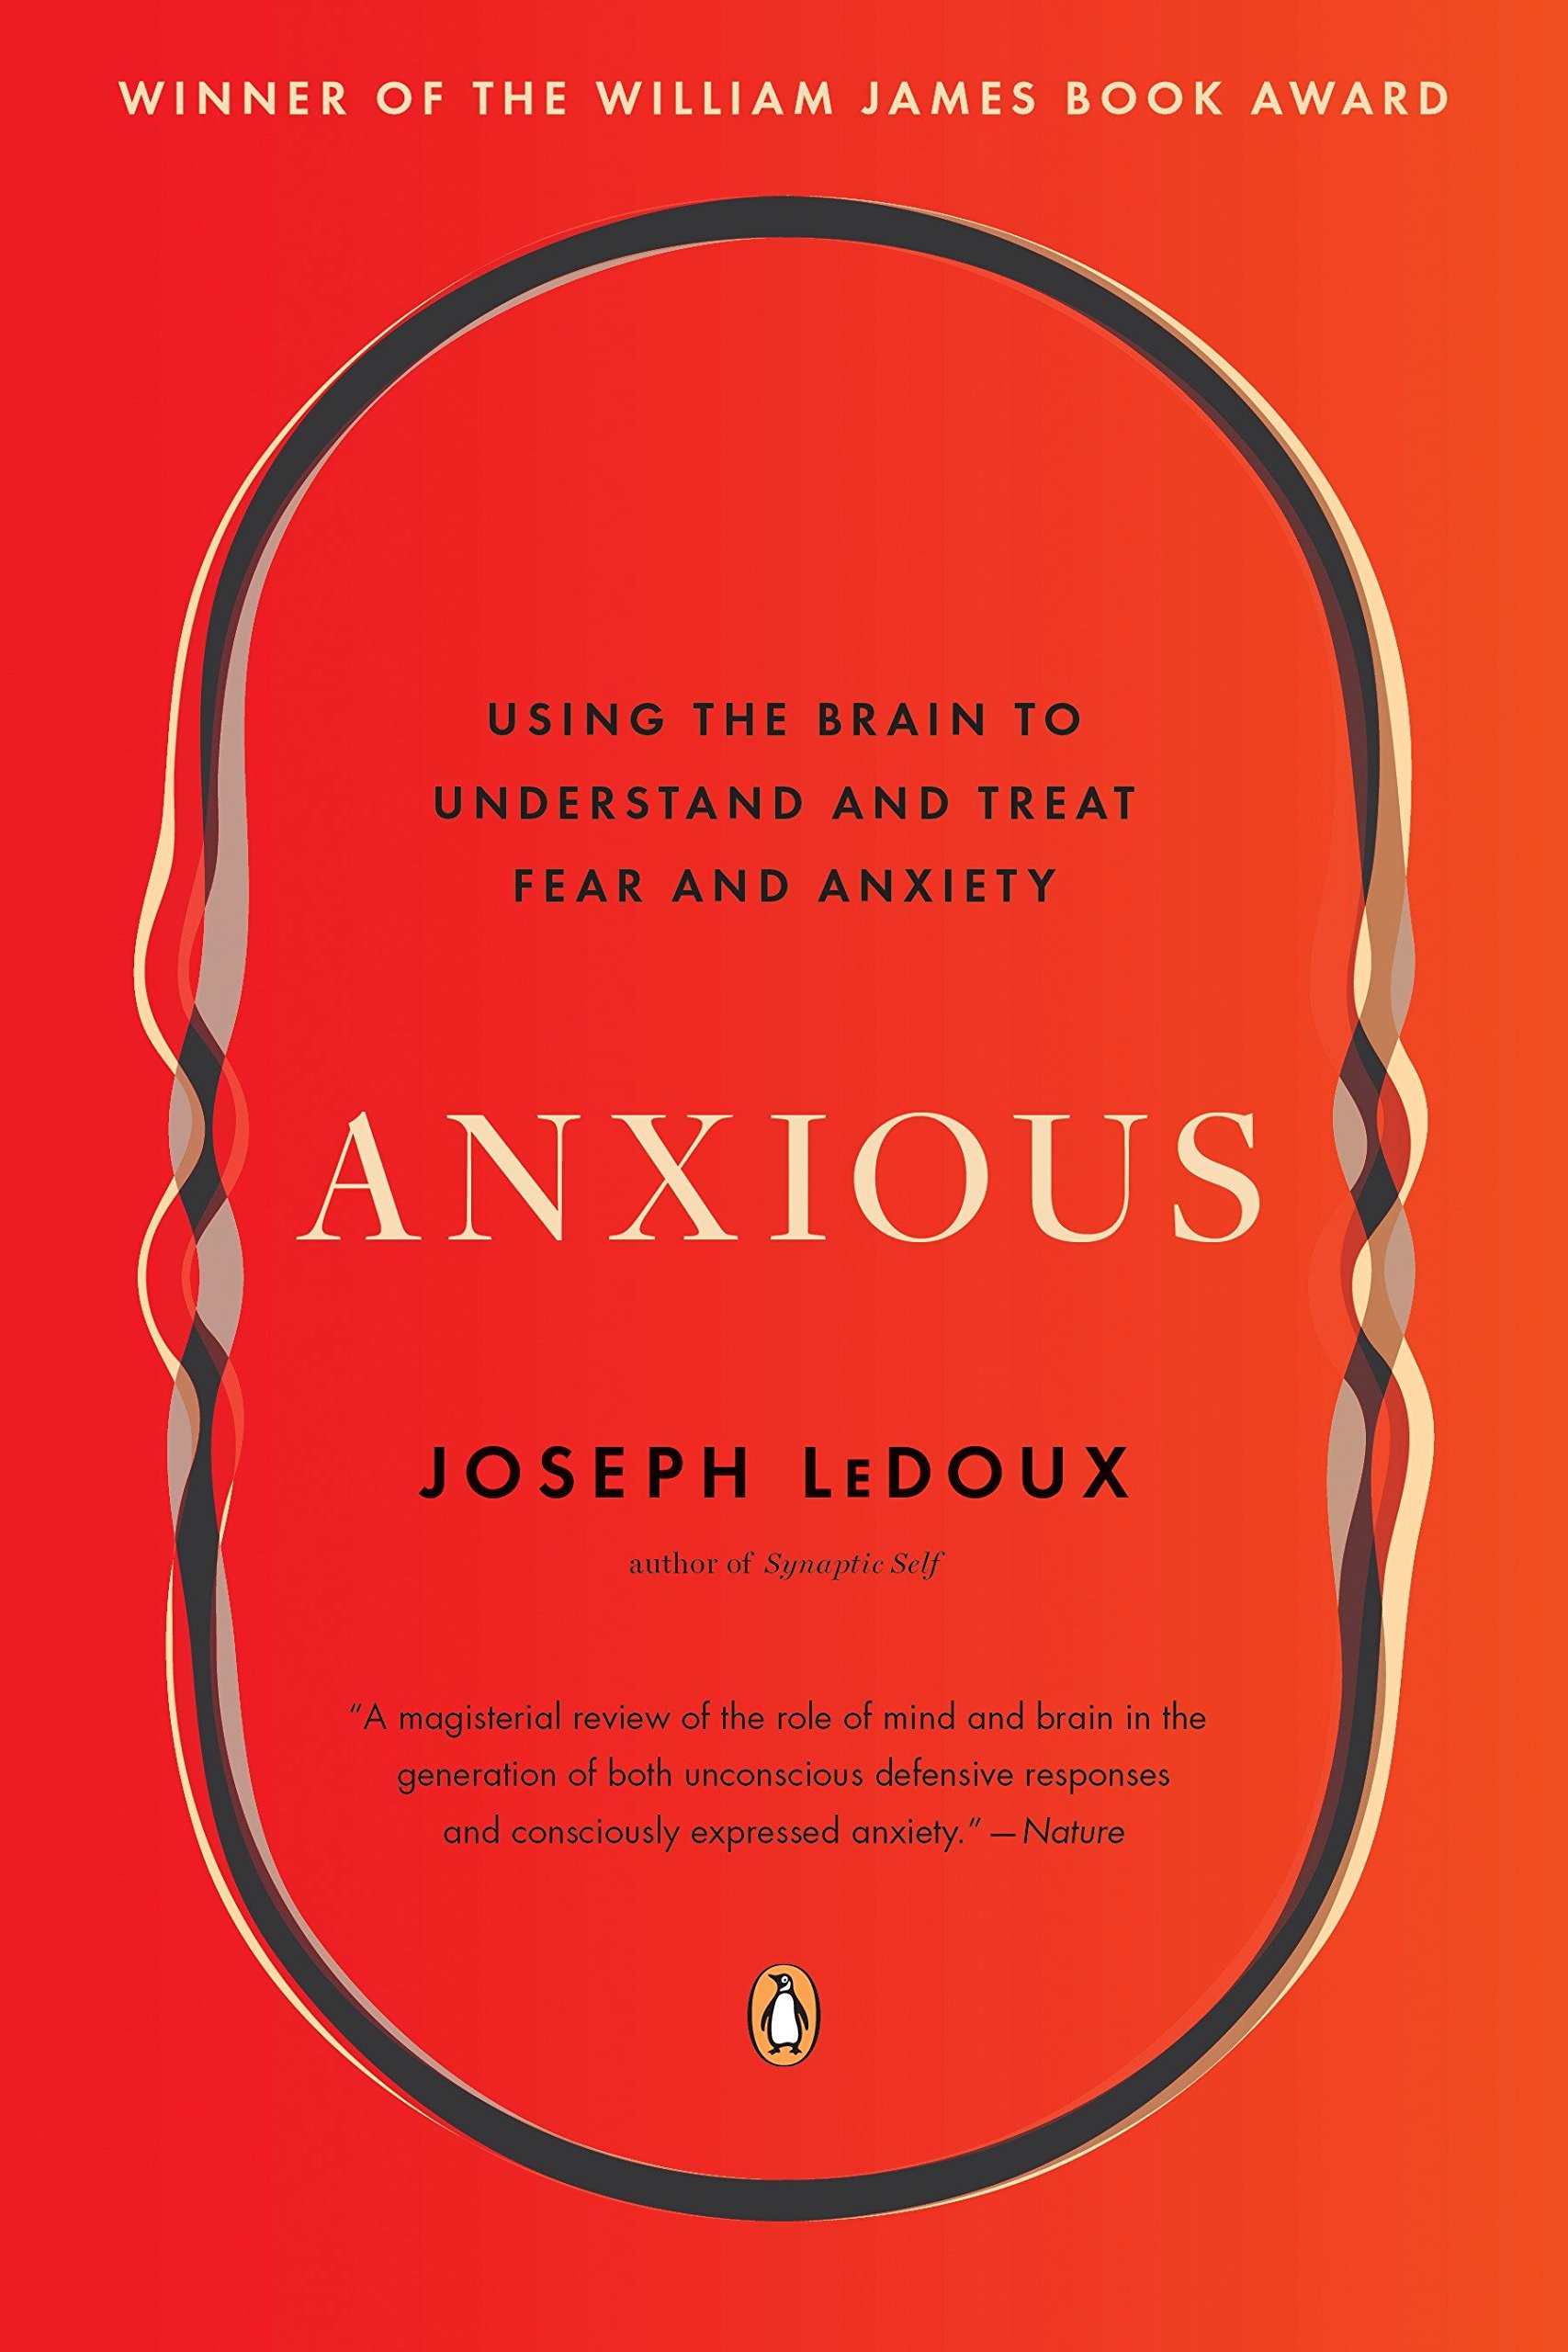 WINNER OF THE WILLIAM JAMES BOOK AWARD
USING THE BRAIN TO
UNDERSTAND AND TREAT
FEAR AND ANXIETY
ANXIOUS
JOSEPH LeDOUX
author of Synaptic Self
“A magisterial review of the role of mind and brain in the
generation of both unconscious defensive responses
and consciously expressed anxiety.” —Nature